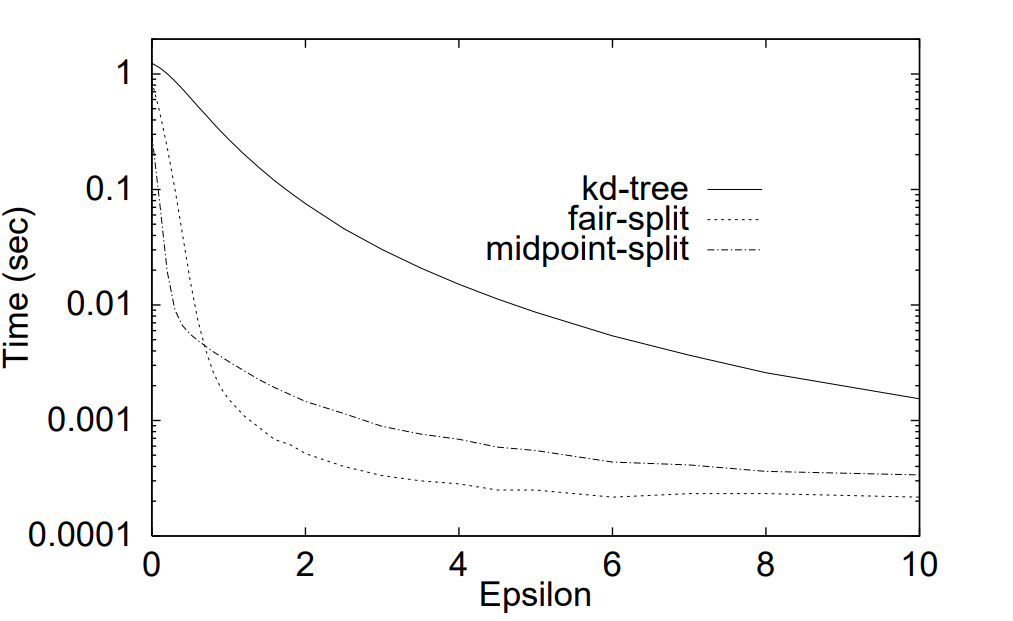 1
0.1
0.01
0.001
0.0001
Time (sec)
kd-tree
fair-split
midpoint-split
0 2 4 6 8 10
Epsilon